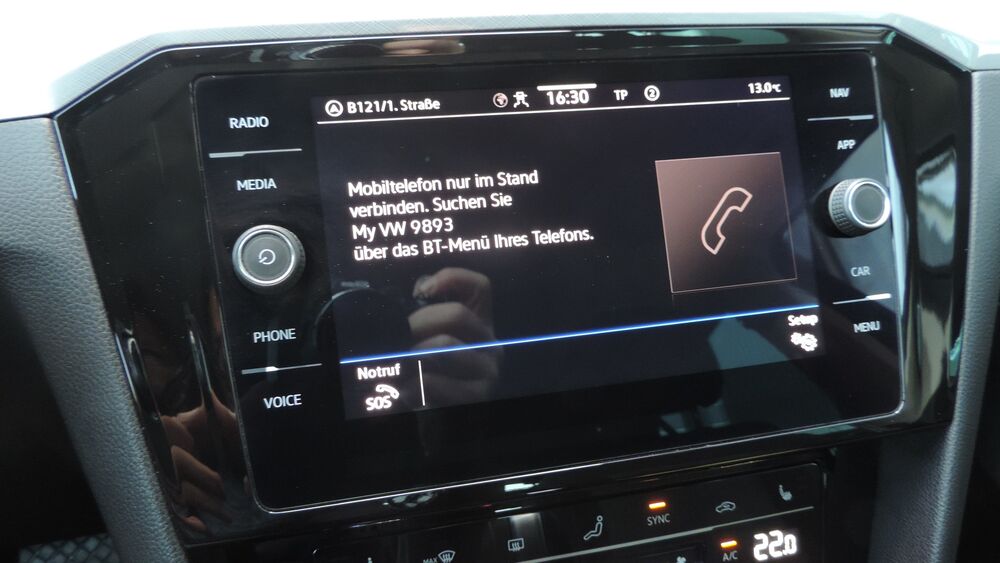 B121/1. Straße 16:30 TP 2 13.0°C
RADIO
MEDIA
PHONE
VOICE
Mobiltelefon nur im Stand
verbinden. Suchen Sie
My VW 9893
über das BT-Menü Ihres Telefons.
Notruf
SOS
Setup
NAV
APP
CAR
MENU
MAX
SYNC
A/C 22.0